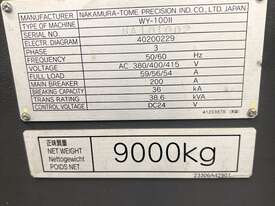 MANUFACTURER NAKAMURA-TOME PRECISION IND. CO., LTD. JAPAN
TYPE OF MACHINE WY-100II
SERIAL NO.
ELECTR. DIAGRAM 40200229
PHASE 3
FREQUENCY 50/60 Hz
VOLTAGE AC. 380/400/415 V
FULL LOAD 59/56/54 A
MAIN BREAKER 200 A
BREAKING CAPACITY 36 kA
TRANS RATING 38.6 kVA
CONTROL VOLTAGE DC24 V
正味質量
NET WEIGHT
Nettogewicht
POIDS NET
9000kg